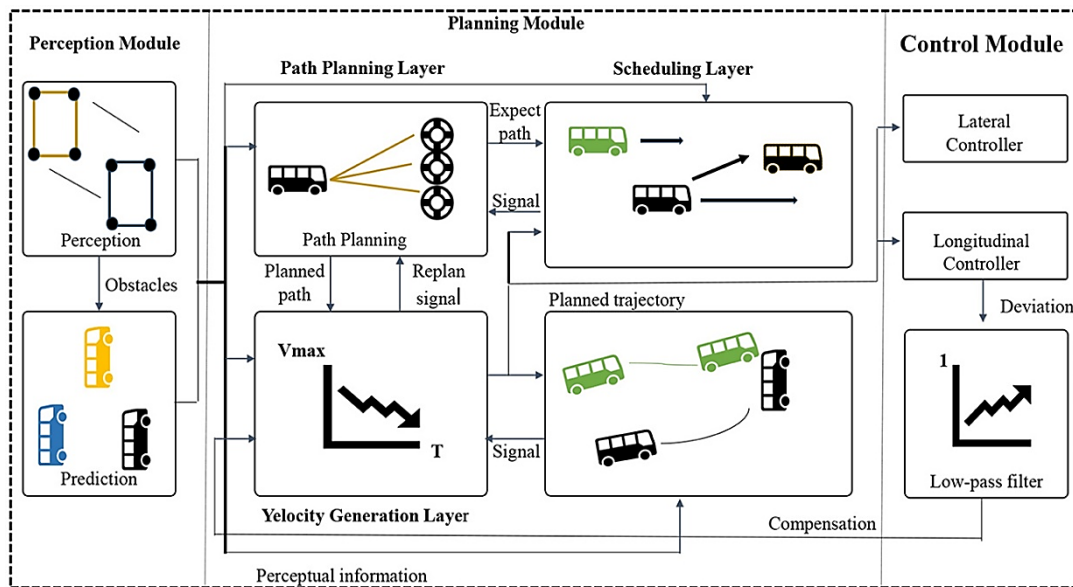 Planning Module
Perception Module
Control Module
Path Planning Layer
Scheduling Layer
Expect
path
Lateral
Controller
Signal
Perception
Path Planning
Longitudinal
Controller
Obstacles
Planned
path
Replan
signal
Planned trajectory
Deviation
Vmax
1
T
Signal
Prediction
Low-pass filter
Yelocity Generation Layer
Compensation
Perceptual information